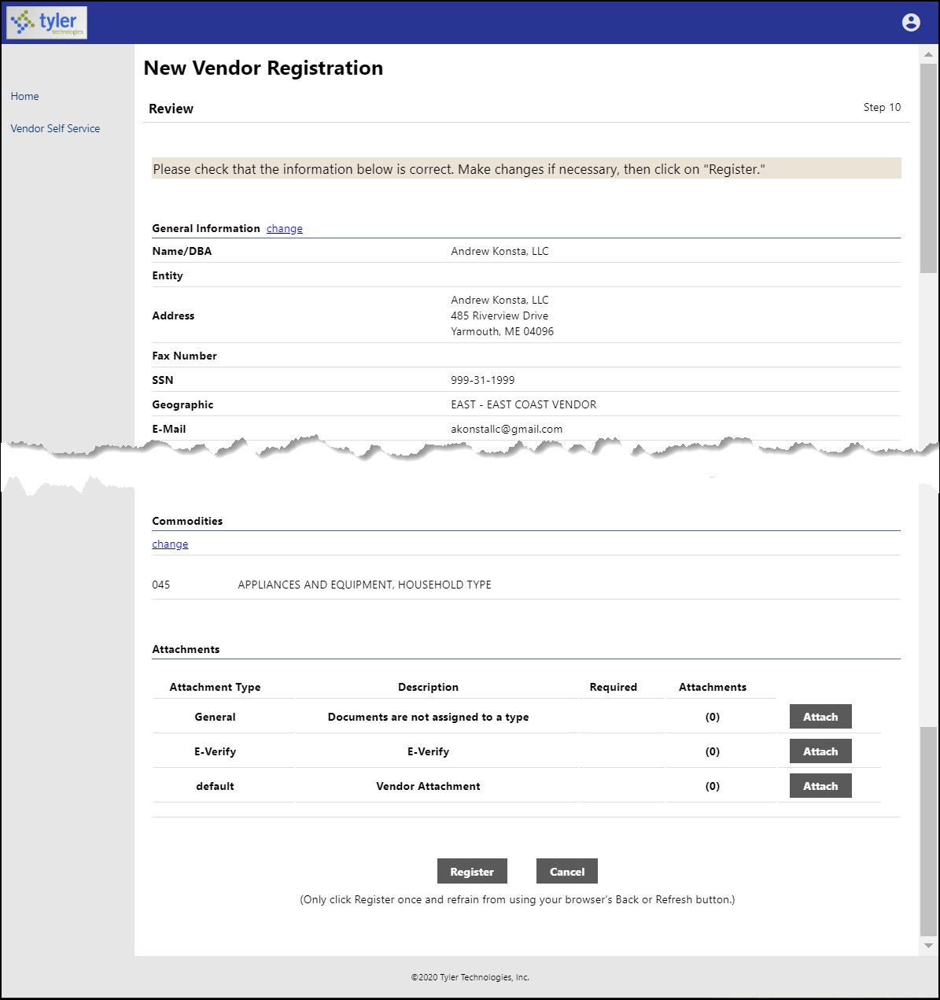 tyler
technologies
New Vendor Registration
Home
Review
Step 10
Vendor Self Service
Please check that the information below is correct. Make changes if necessary, then click on "Register."
General Information change
Name/DBA Andrew Konsta, LLC
Entity
Address Andrew Konsta, LLC
485 Riverview Drive
Yarmouth, ME 04096
Fax Number
SSN 999-31-1999
Geographic EAST - EAST COAST VENDOR
E-Mail akonstallc@gmail.com
Commodities
change
045 APPLIANCES AND EQUIPMENT, HOUSEHOLD TYPE
Attachments
Attachment Type Description Required Attachments
General Documents are not assigned to a type (0) Attach
E-Verify E-Verify (0) Attach
default Vendor Attachment (0) Attach
Register Cancel
(Only click Register once and refrain from using your browser's Back or Refresh button.)
©2020 Tyler Technologies, Inc.